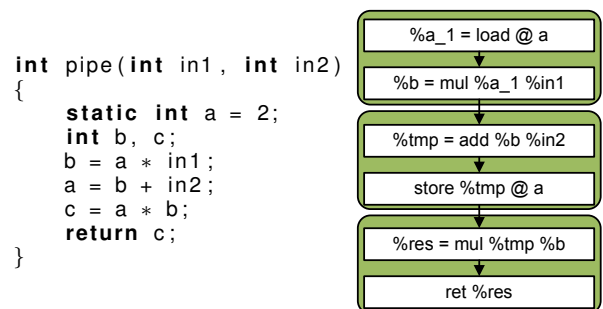 int pipe(int in1, int in2)
{
static int a = 2;
int b, c;
b = a * in1;
a = b + in2;
c = a * b;
return c;
}
%a_1 = load @ a
%b = mul %a_1 %in1
%tmp = add %b %in2
store %tmp @ a
%res = mul %tmp %b
ret %res